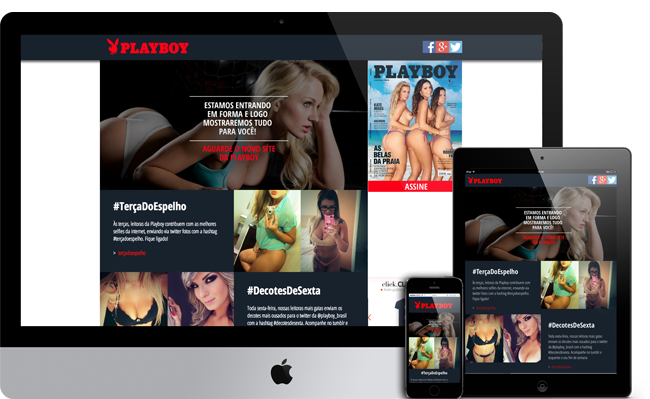 PLAYBOY
ESTAMOS ENTRANDO
EM FORMA E LOGO
MOSTRAREMOS TUDO
PARA VOCÊ!
AGUARDE O NOVO SITE
DA PLAYBOY
PLAYBOY
AS
BELAS
DA PRAIA
ASSINE
#TerçaDoEspelho
Às terças, leitoras da Playboy contribuem com as melhores
selfies da internet, enviando via twitter fotos com a hashtag
#terçadoespelho. Fique ligado!
> terçadoespelho
#DecotesDeSexta
Toda sexta-feira, nossas leitoras mais gatas enviam os
decotes mais ousados para o twitter da @playboy_brasil
com a hashtag #decotesdesexta. Acompanhe no tumblr e
click.
PLAYBOY
ESTAMOS ENTRANDO
EM FORMA E LOGO
MOSTRAREMOS TUDO
PARA VOCÊ!
#TerçaDoEspelho
#DecotesDeSexta
PLAYBOY
#TerçaDoEspelho